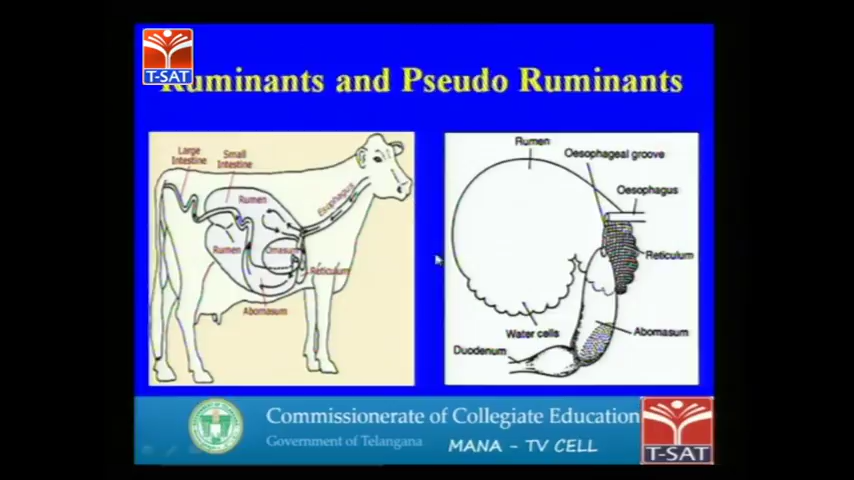 T-SAT
Ruminants and Pseudo Ruminants
Large
Intestine
Small
Intestine
Rumen
Esophagus
Rumen
Omasum
Reticulum
Abomasum
Rumen
Oesophageal groove
Oesophagus
Reticulum
Water cells
Abomasum
Duodenum
Commissionerate of Collegiate Education
Government of Telangana
MANA - TV CELL
T-SAT